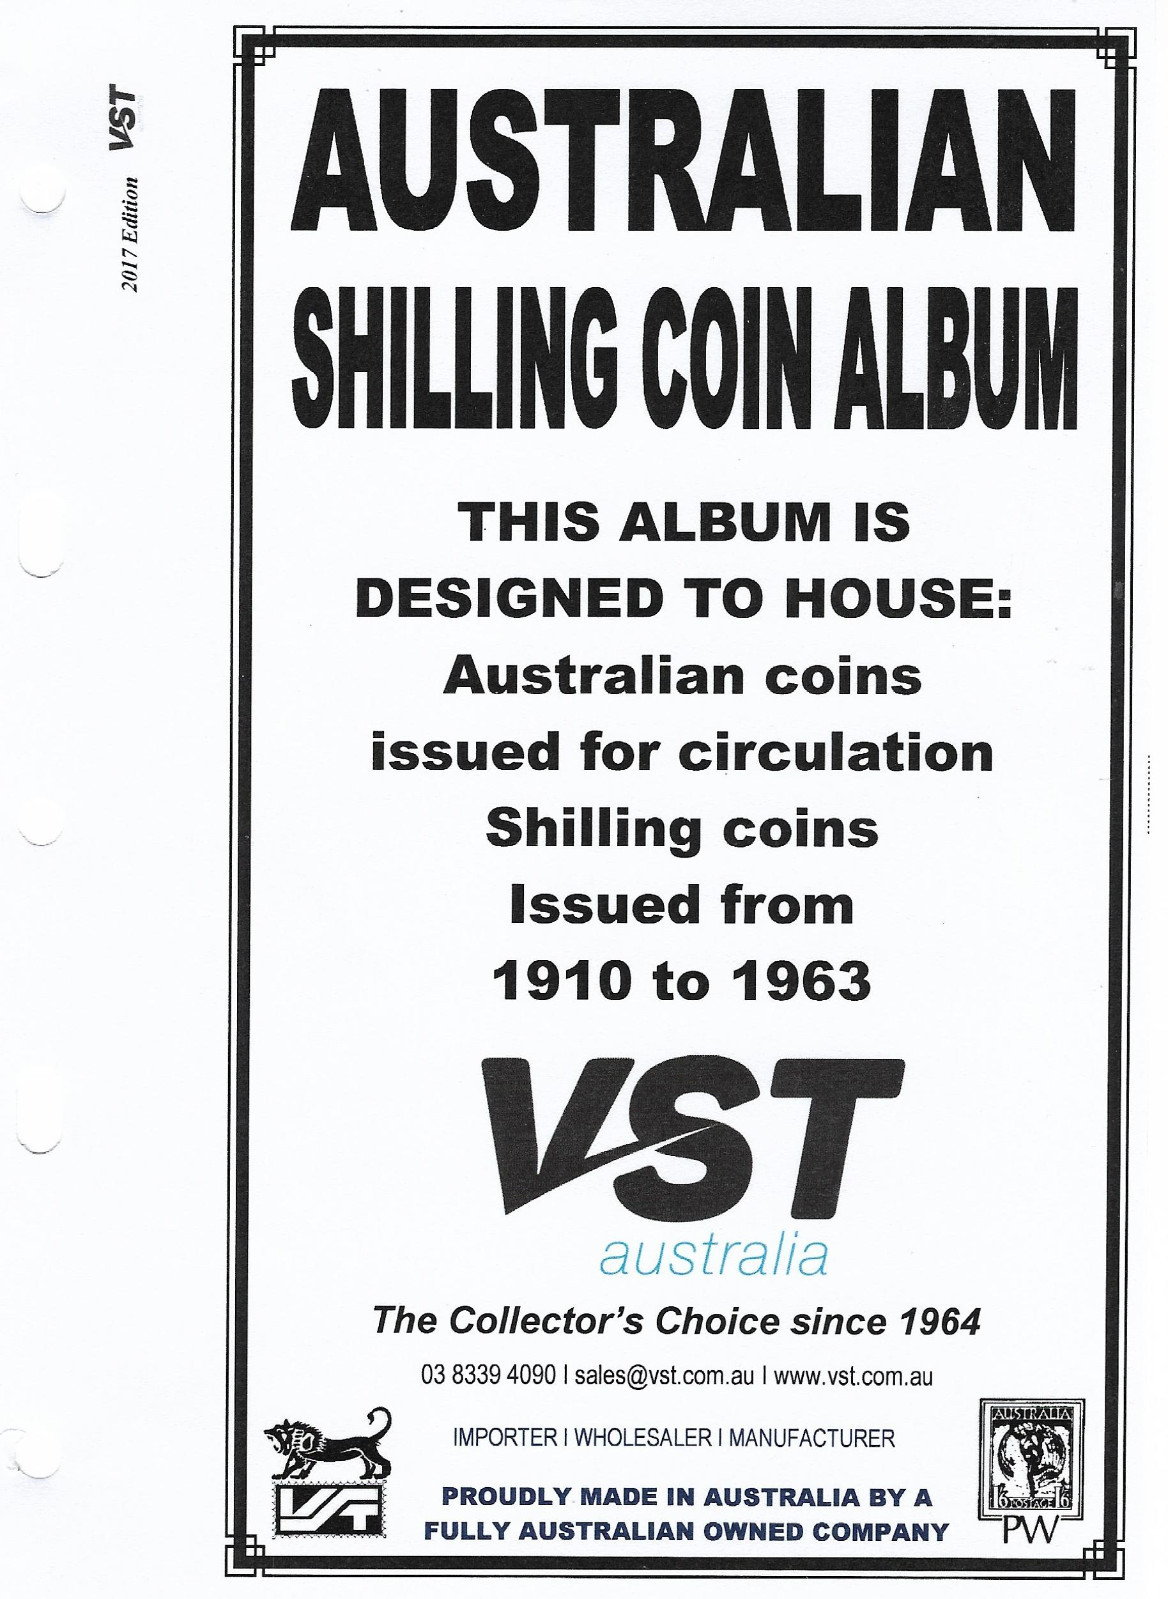 VST
2017 Edition
AUSTRALIAN
SHILLING COIN ALBUM
THIS ALBUM IS
DESIGNED TO HOUSE:
Australian coins
issued for circulation
Shilling coins
Issued from
1910 to 1963
VST
australia
The Collector's Choice since 1964
03 8339 4090 | sales@vst.com.au | www.vst.com.au
IMPORTER | WHOLESALER | MANUFACTURER
PROUDLY MADE IN AUSTRALIA BY A
FULLY AUSTRALIAN OWNED COMPANY
VST
AUSTRALIA
POSTAGE
PW